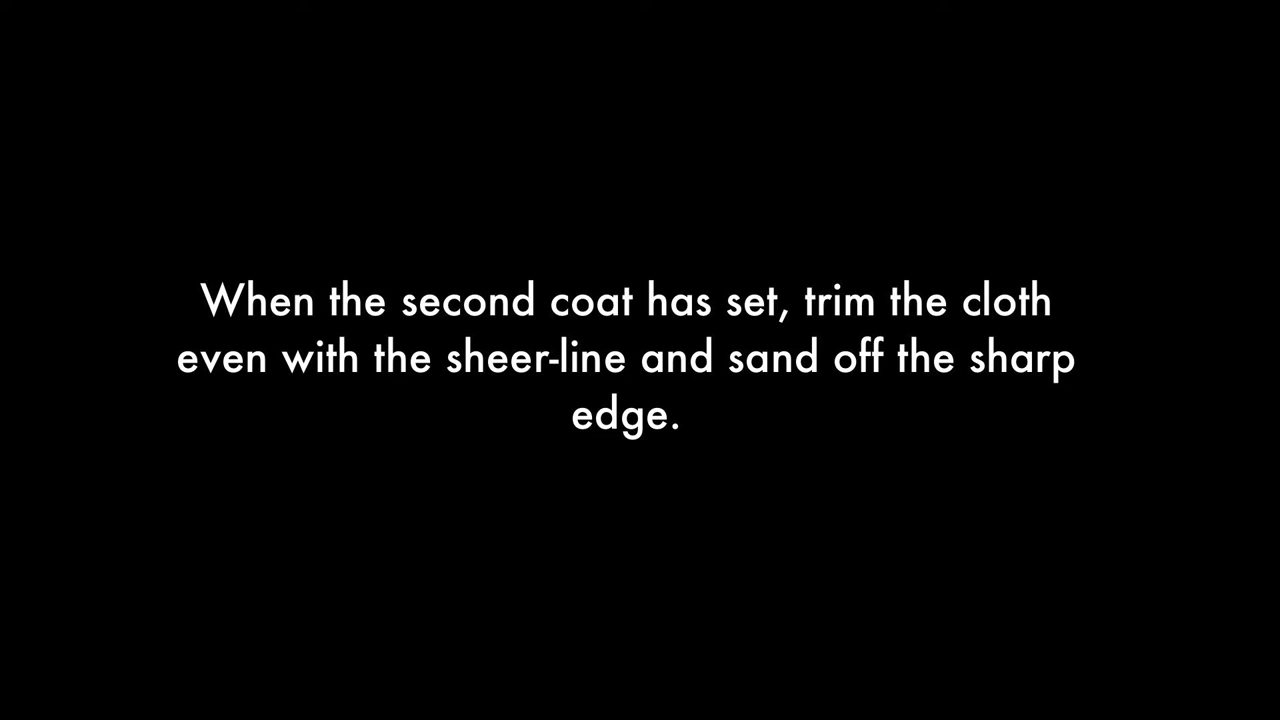 When the second coat has set, trim the cloth
even with the sheer-line and sand off the sharp
edge.